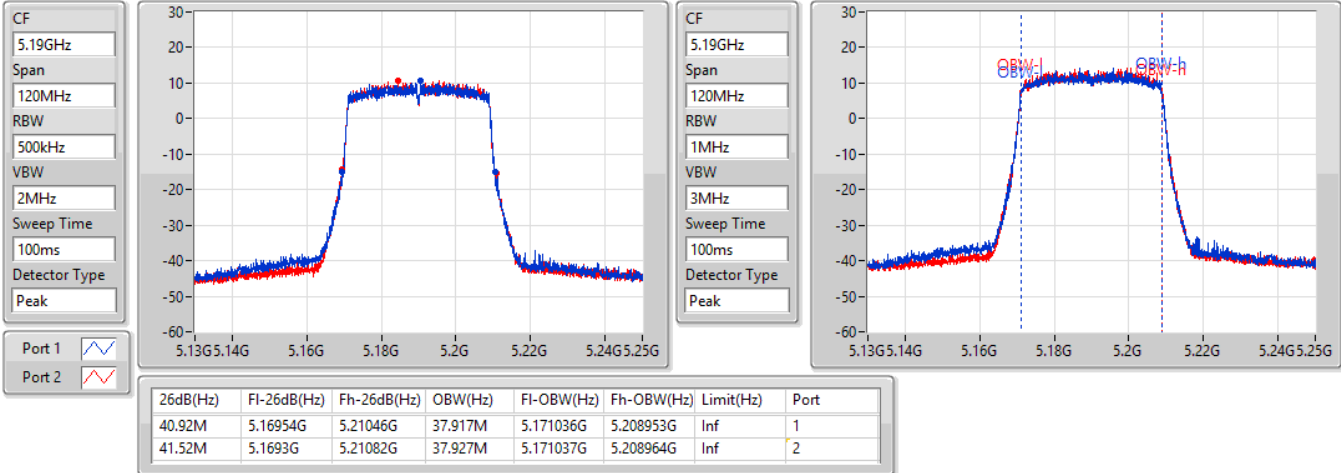 CF
5.19GHz
Span
120MHz
RBW
500kHz
VBW
2MHz
Sweep Time
100ms
Detector Type
Peak
Port 1
Port 2
30
20
10
0
-10
-20
-30
-40
-50
-60
5.13G 5.14G 5.16G 5.18G 5.2G 5.22G 5.24G 5.25G
CF
5.19GHz
Span
120MHz
RBW
1MHz
VBW
3MHz
Sweep Time
100ms
Detector Type
Peak
30
20
10
0
-10
-20
-30
-40
-50
-60
OBW-l OBW-h
OBW-l OBW-h
5.13G 5.14G 5.16G 5.18G 5.2G 5.22G 5.24G 5.25G
26dB(Hz) Fl-26dB(Hz) Fh-26dB(Hz) OBW(Hz) Fl-OBW(Hz) Fh-OBW(Hz) Limit(Hz) Port
40.92M 5.16954G 5.21046G 37.917M 5.171036G 5.208953G Inf 1
41.52M 5.1693G 5.21082G 37.927M 5.171037G 5.208964G Inf 2